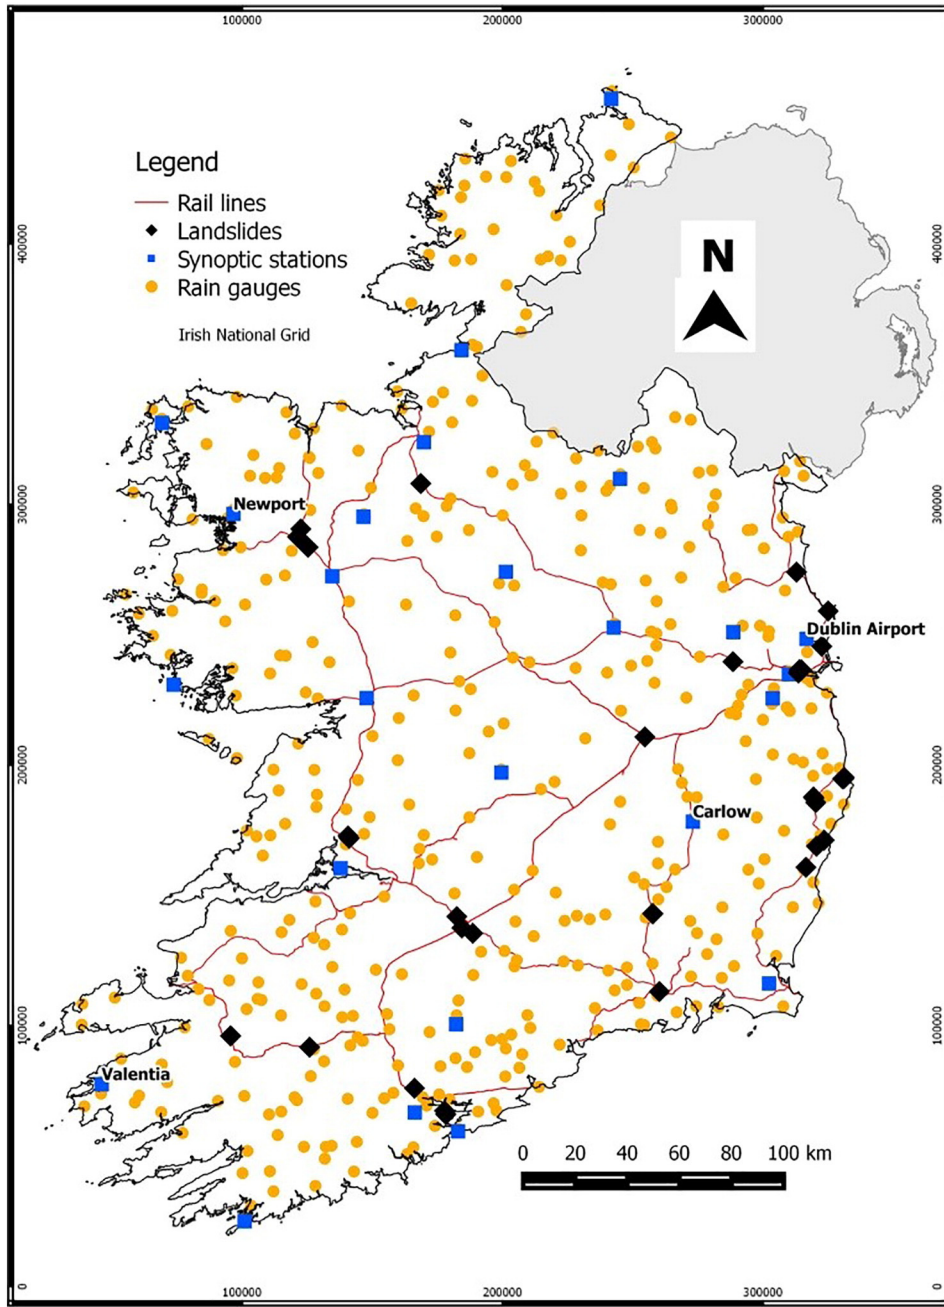 100000 200000 300000
Legend
Rail lines
Landslides
Synoptic stations
Rain gauges
Irish National Grid
N
400000 400000
300000 300000
Newport
Dublin Airport
200000 200000
Carlow
100000 100000
Valentia
0 20 40 60 80 100 km
0 0
100000 200000 300000